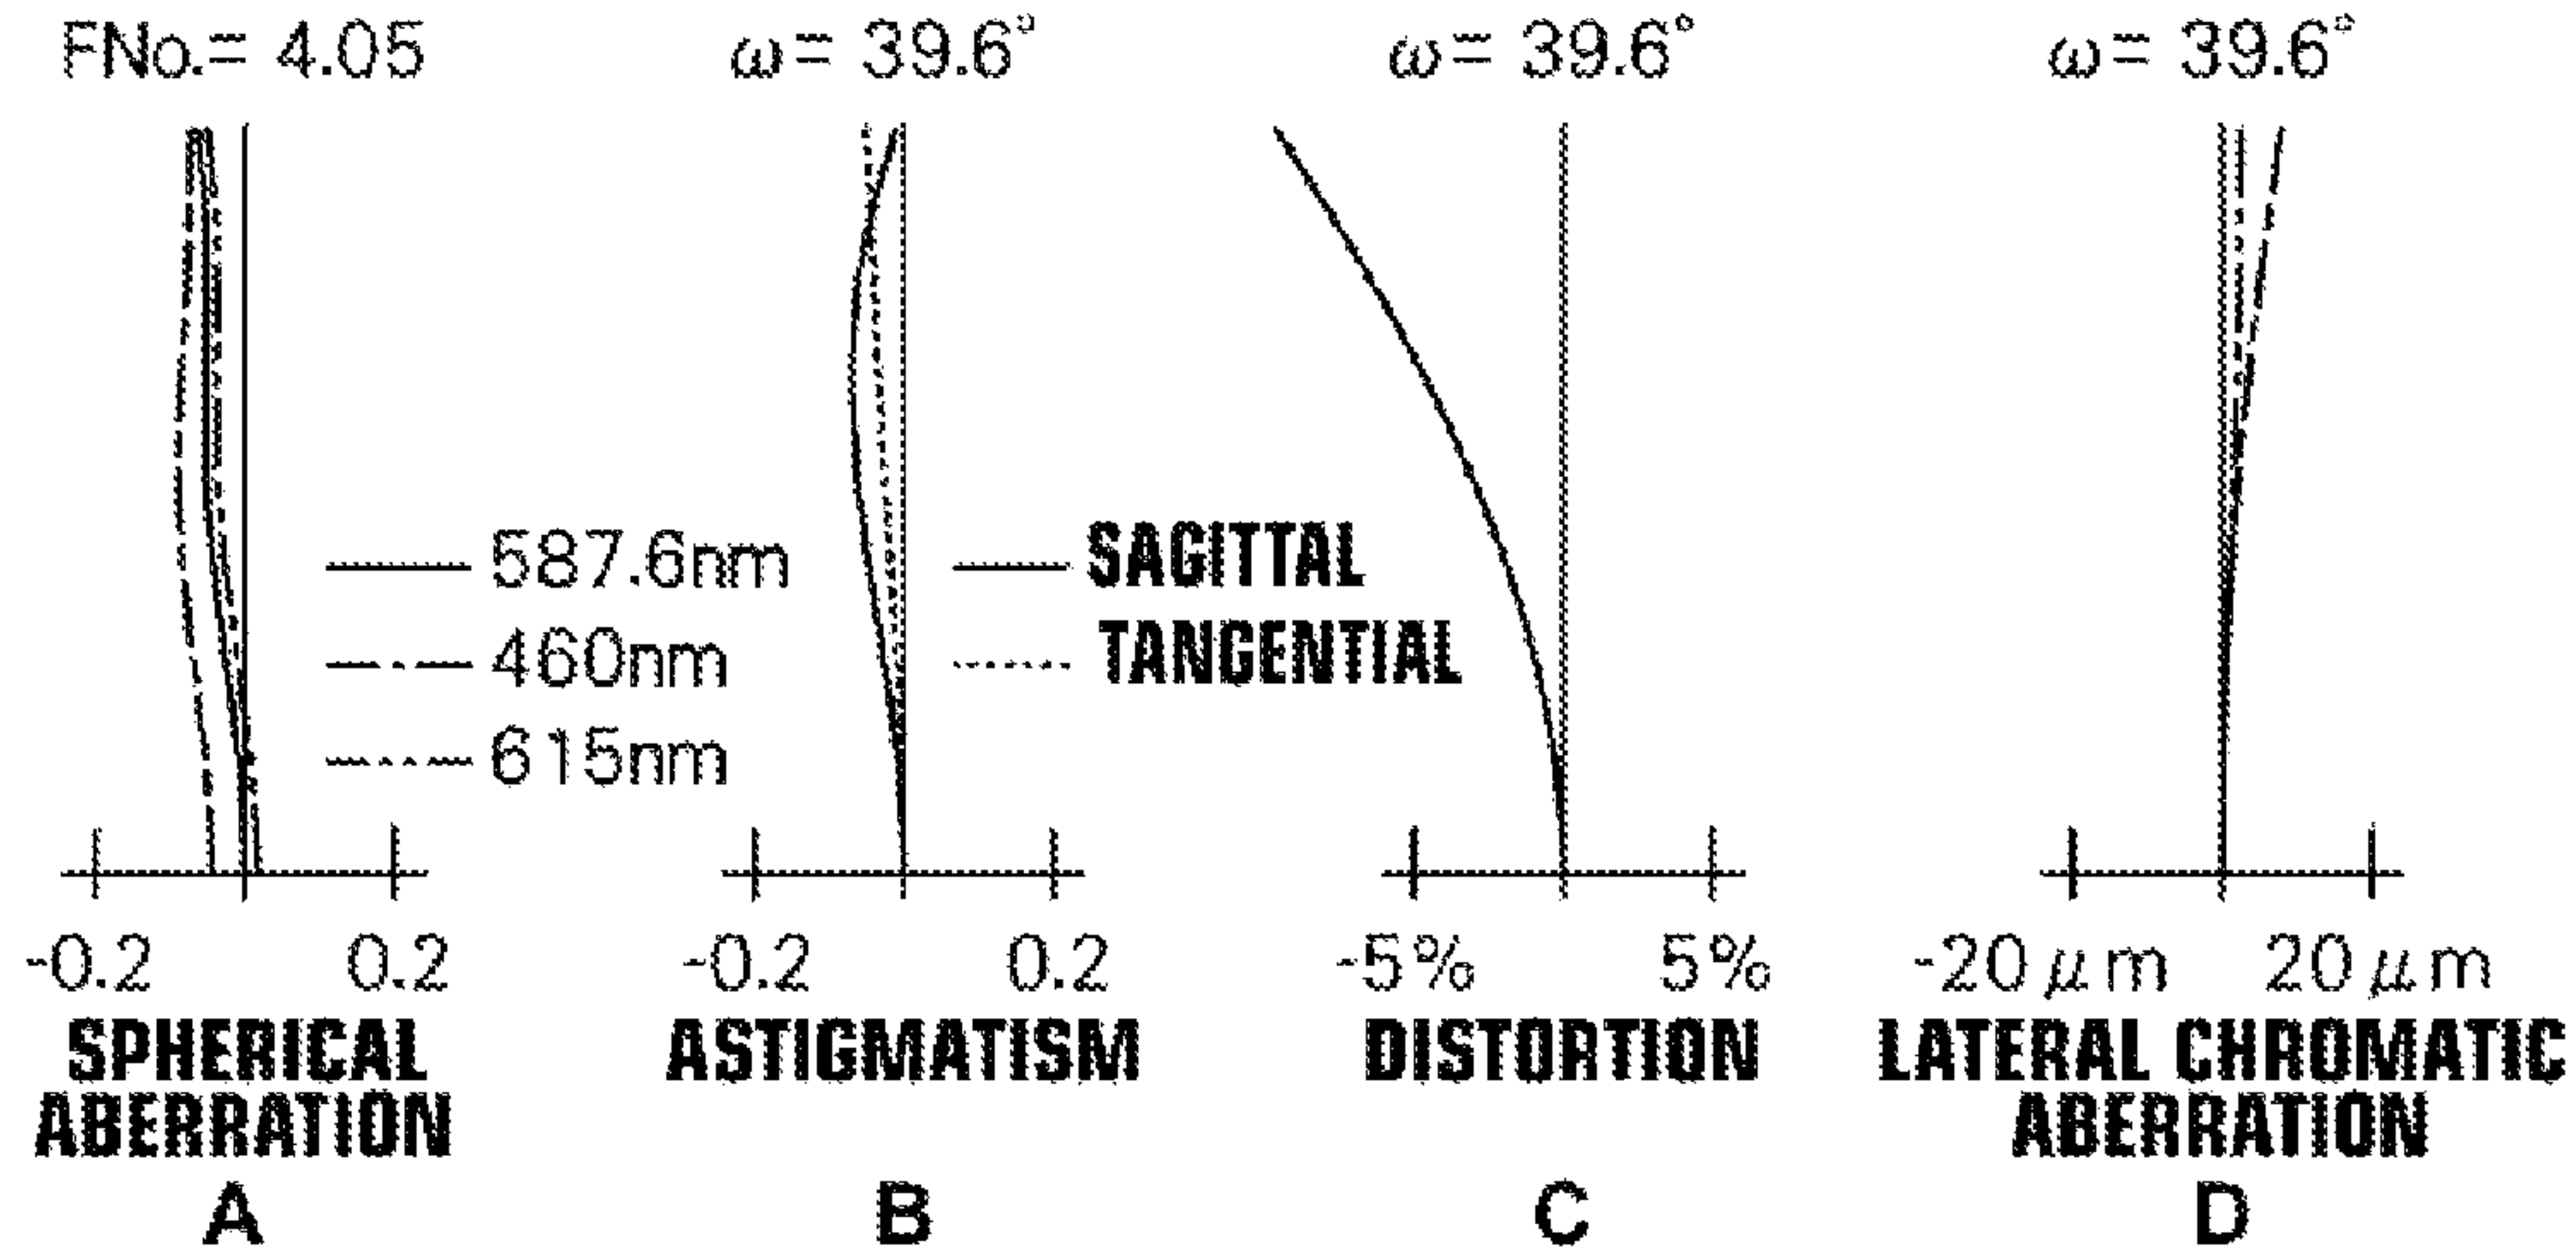 FNo.= 4.05
ω= 39.6°
ω= 39.6°
ω= 39.6°
587.6nm
460nm
615nm
SAGITTAL
TANGENTIAL
-0.2 0.2
-0.2 0.2
-5% 5%
-20μm 20μm
SPHERICAL
ABERRATION
ASTIGMATISM
DISTORTION
LATERAL CHROMATIC
ABERRATION
A
B
C
D